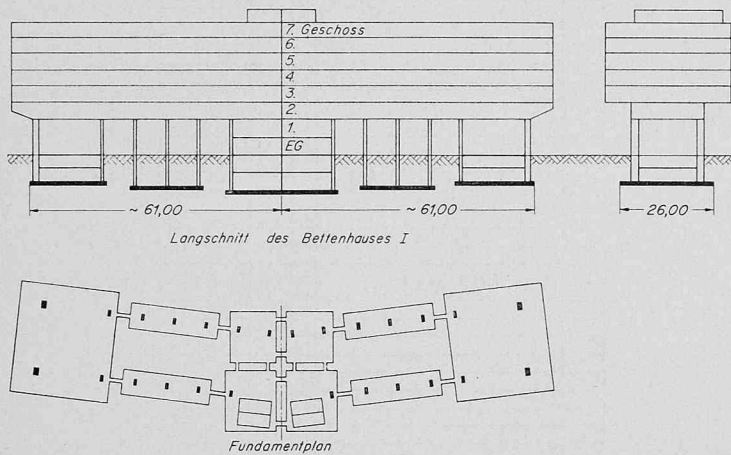 7. Geschoss
6.
5.
4.
3.
2.
1.
EG
~ 61,00
~ 61,00
26,00
Langschnitt des Bettenhauses I
Fundamentplan